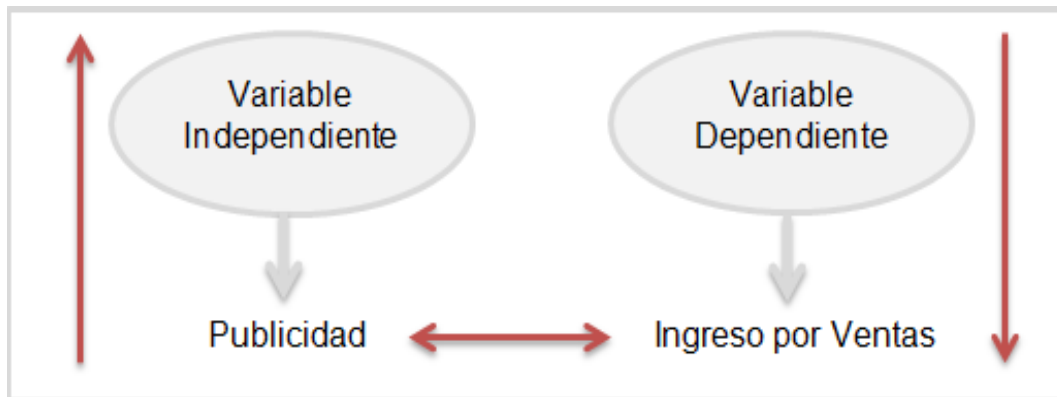 Variable
Independiente
Variable
Dependiente
Publicidad
Ingreso por Ventas